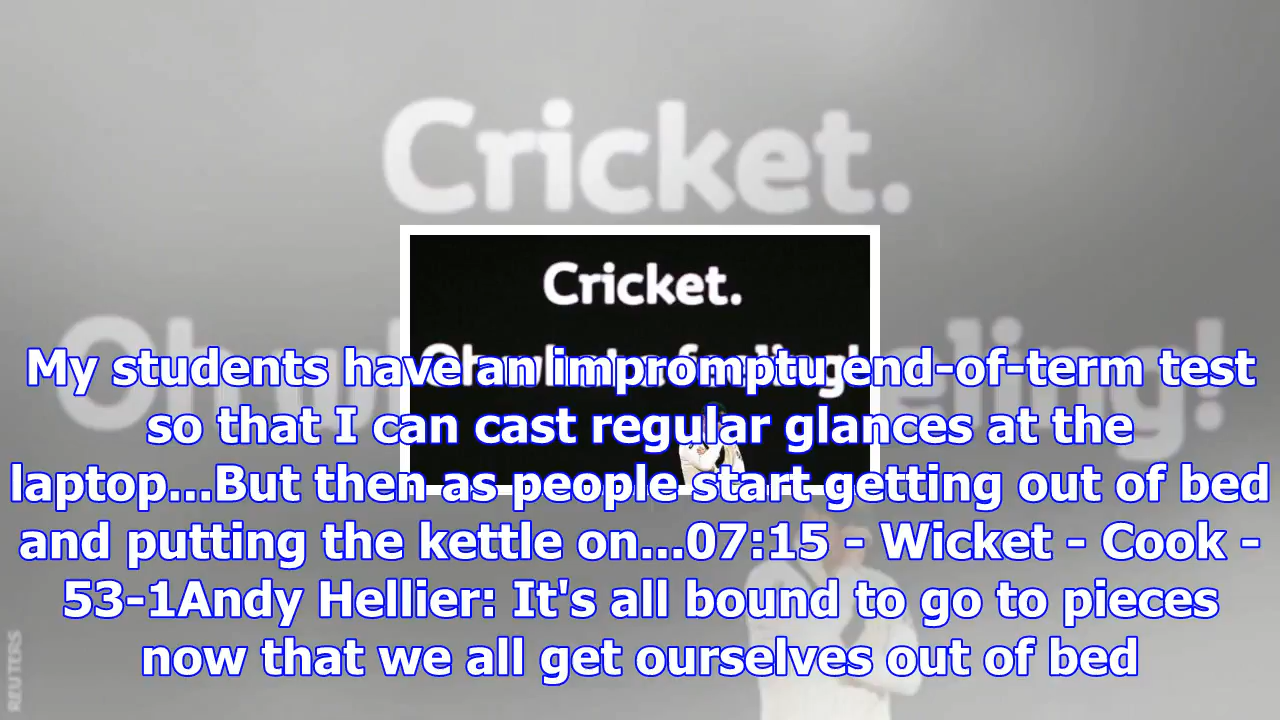 Cricket.
Cricket.
Oh what a feeling!
My students have an impromptu end-of-term test
so that I can cast regular glances at the
laptop...But then as people start getting out of bed
and putting the kettle on...07:15 - Wicket - Cook -
53-1Andy Hellier: It's all bound to go to pieces
now that we all get ourselves out of bed
REUTERS